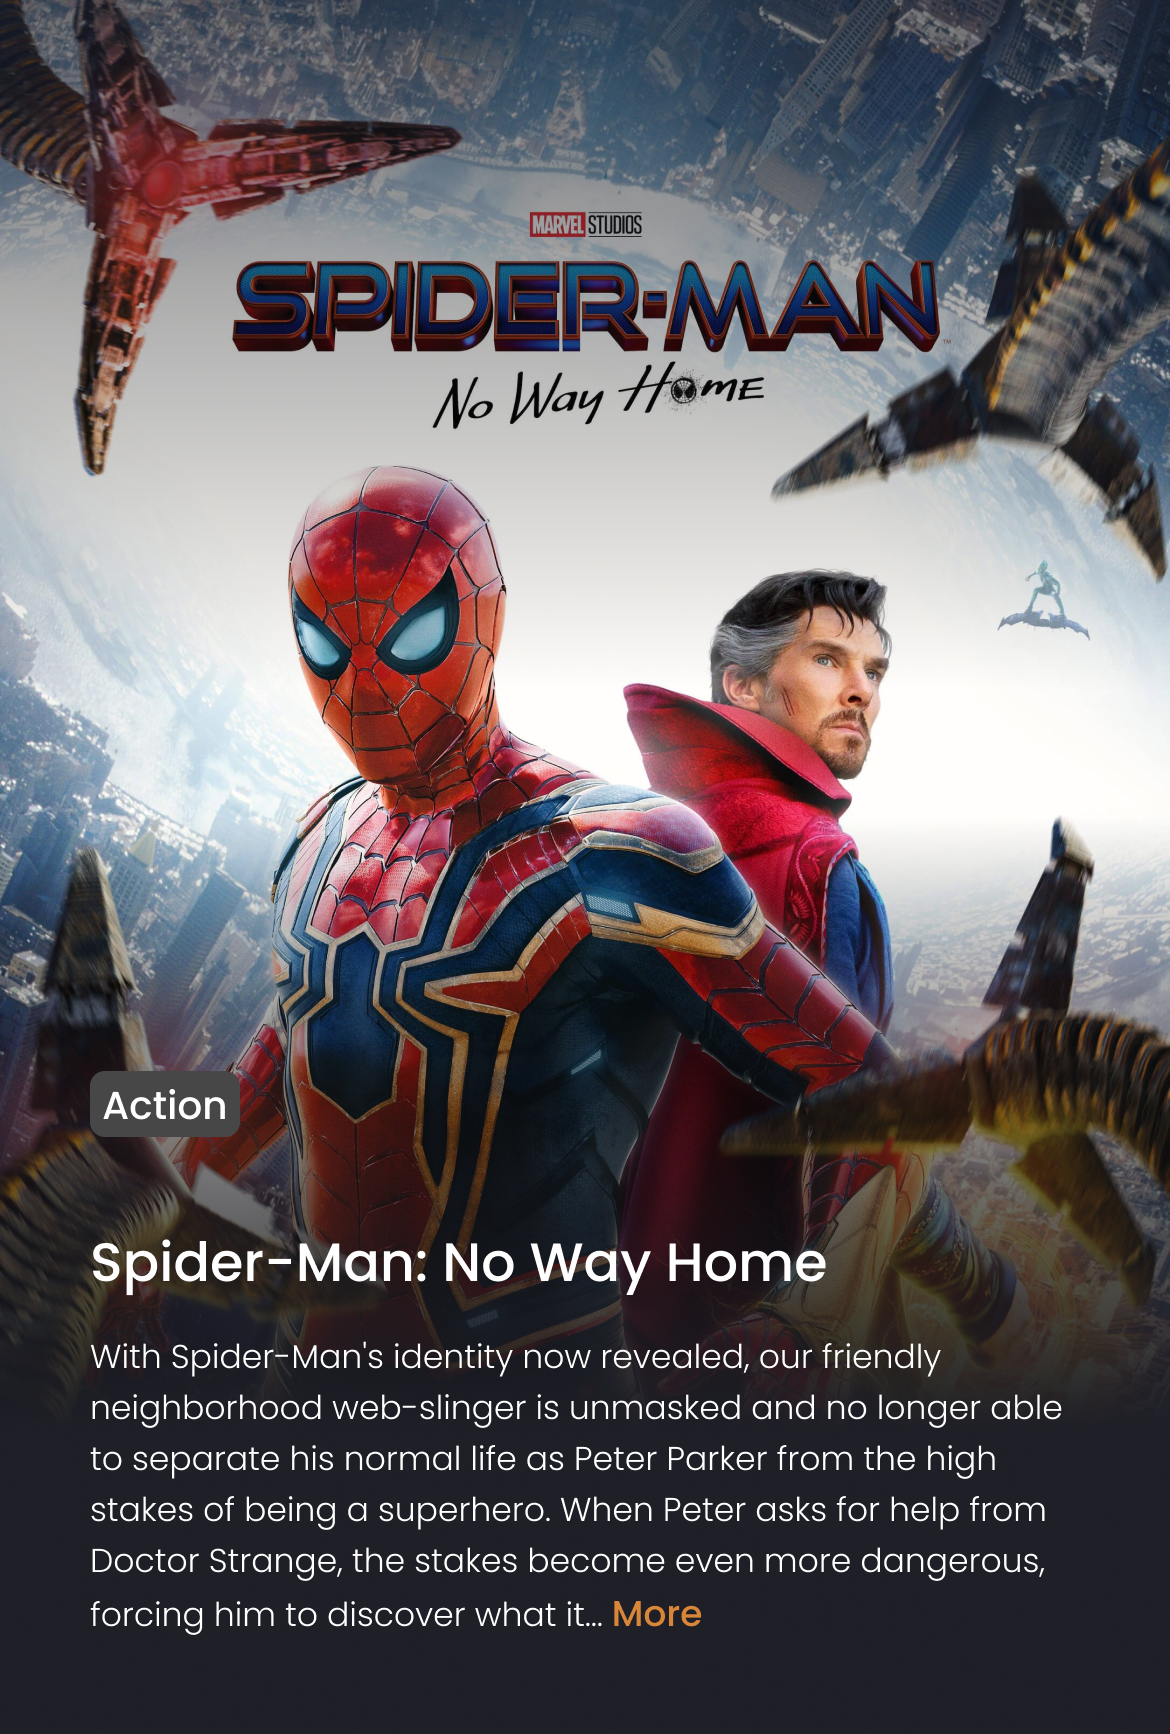 MARVEL STUDIOS
SPIDER-MAN™
No Way Home
Action
Spider-Man: No Way Home
With Spider-Man's identity now revealed, our friendly
neighborhood web-slinger is unmasked and no longer able
to separate his normal life as Peter Parker from the high
stakes of being a superhero. When Peter asks for help from
Doctor Strange, the stakes become even more dangerous,
forcing him to discover what it... More